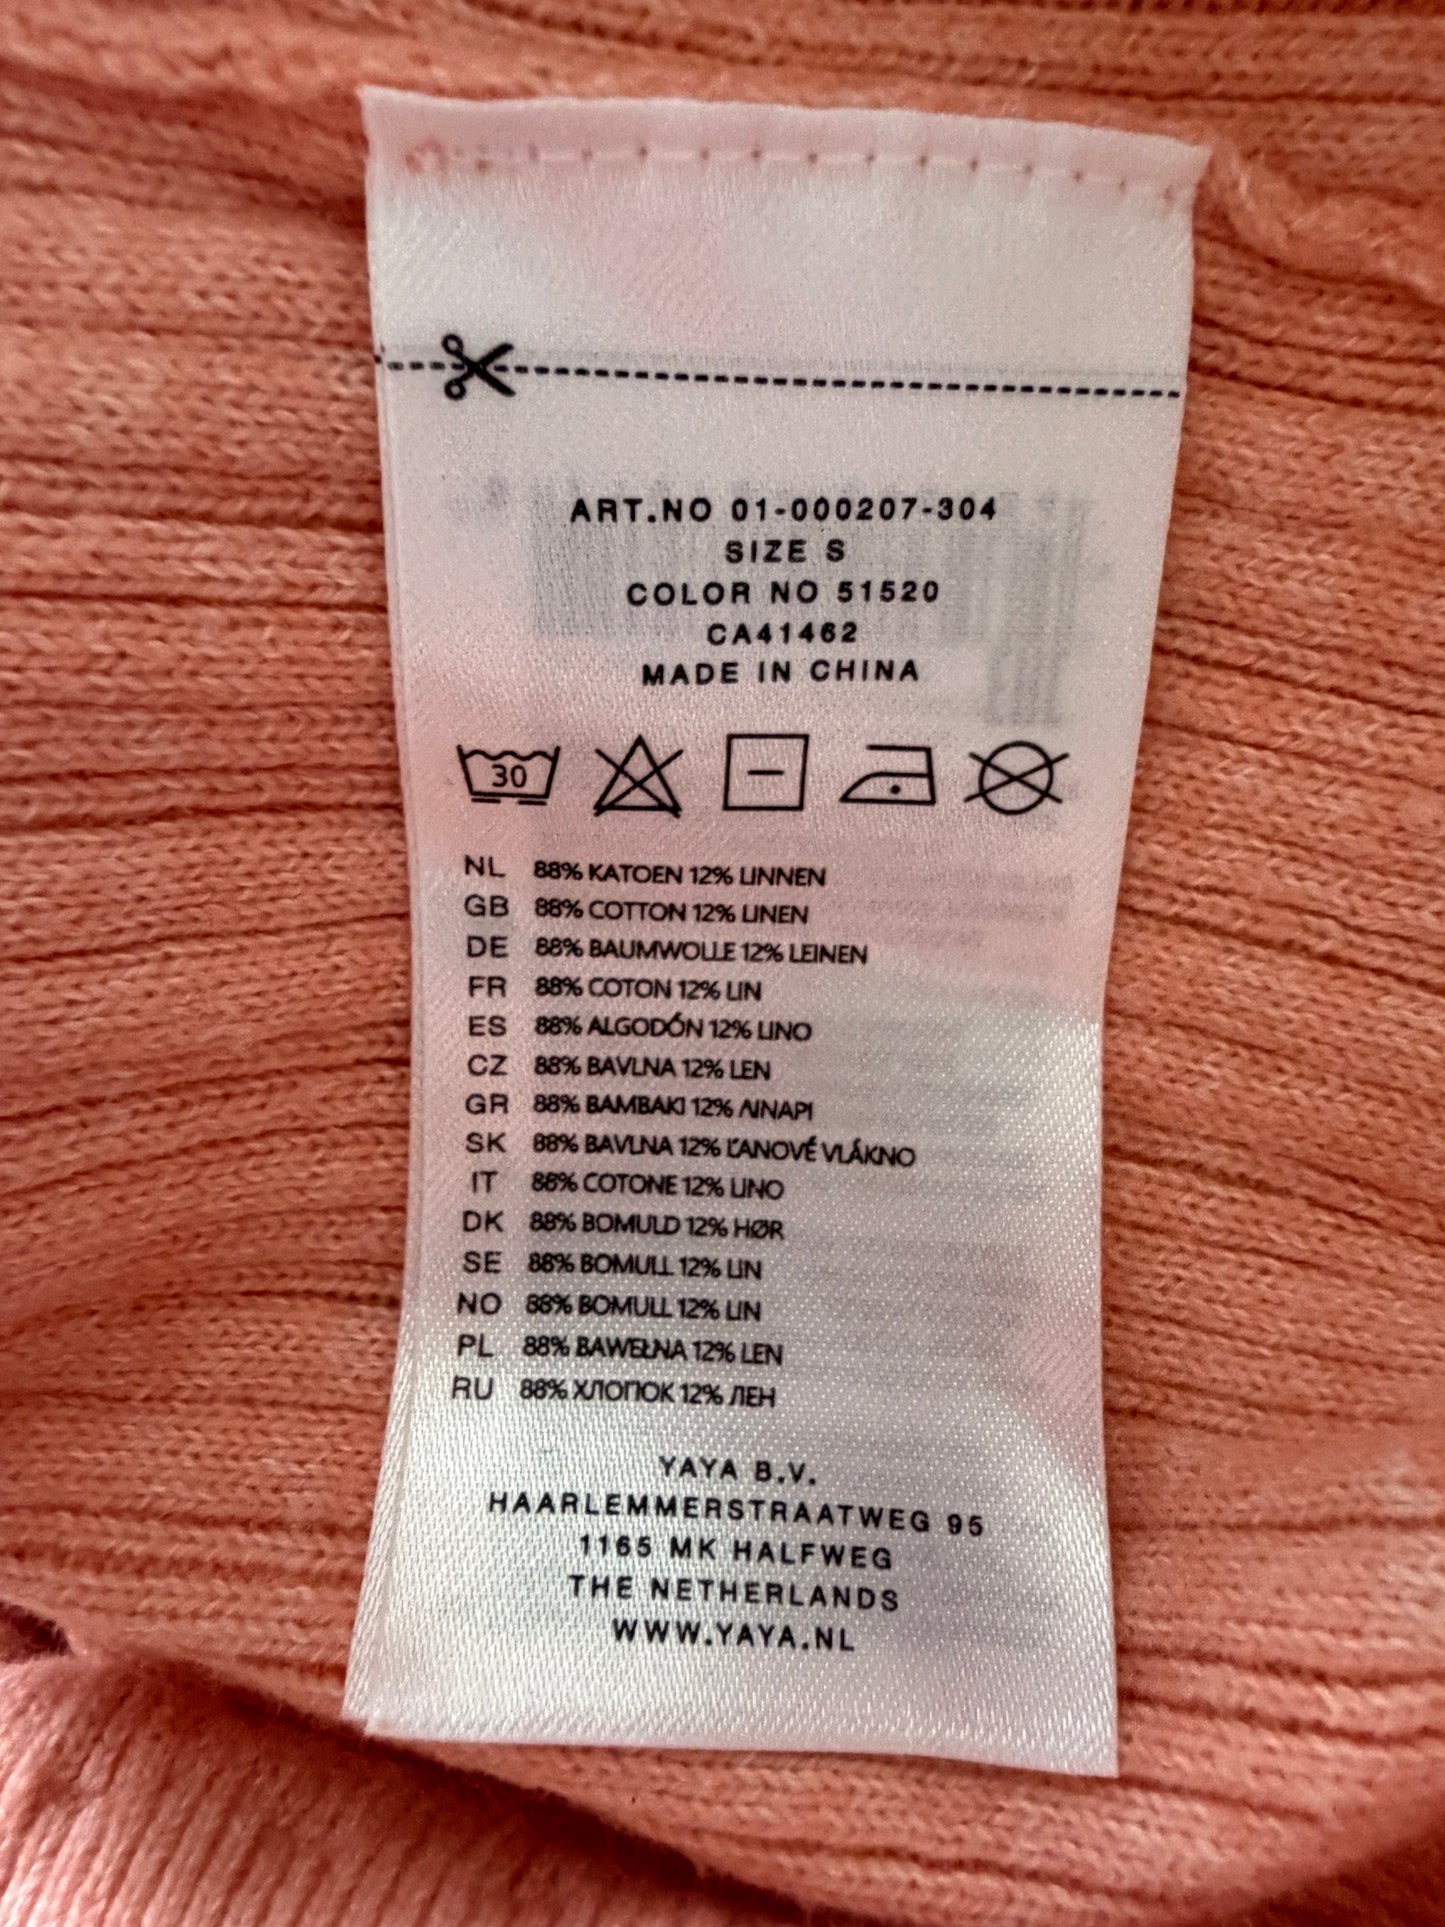 ART.NO 01-000207-304
SIZE S
COLOR NO 51520
CA41462
MADE IN CHINA
30
NL 88% KATOEN 12% LINNEN
GB 88% COTTON 12% LINEN
DE 88% BAUMWOLLE 12% LEINEN
FR 88% COTON 12% LIN
ES 88% ALGODÓN 12% LINO
CZ 88% BAVLNA 12% LEN
GR 88% ΒΑΜΒΑΚΙ 12% ΛΙΝΑΡΙ
SK 88% BAVLNA 12% ĽANOVÉ VLÁKNO
IT 88% COTONE 12% LINO
DK 88% BOMULD 12% HØR
SE 88% BOMULL 12% LIN
NO 88% BOMULL 12% LIN
PL 88% BAWEŁNA 12% LEN
RU 88% ХЛОПОК 12% ЛЕН
YAYA B.V.
HAARLEMMERSTRAATWEG 95
1165 MK HALFWEG
THE NETHERLANDS
WWW.YAYA.NL